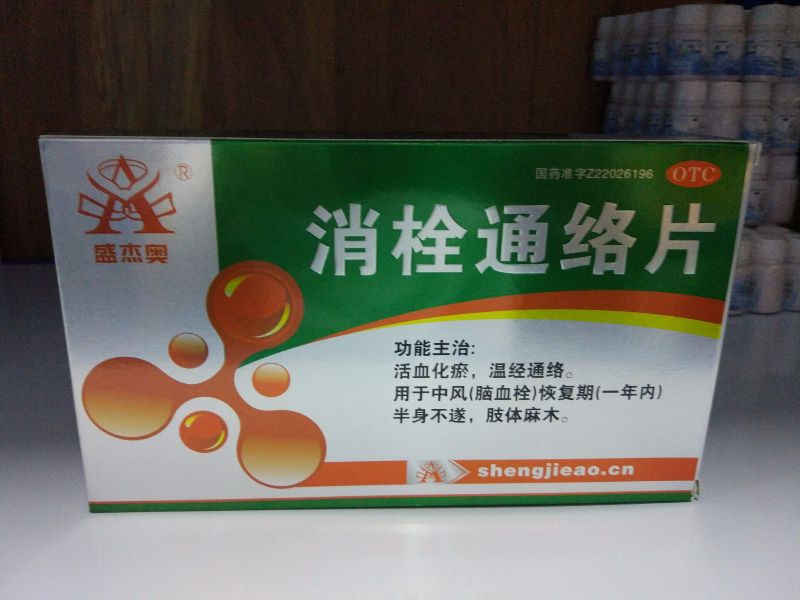 ®
盛杰奥
国药准字Z22026196 OTC
消栓通络片
功能主治:
活血化瘀，温经通络。
用于中风(脑血栓)恢复期(一年内)
半身不遂，肢体麻木。
shengjieao.cn